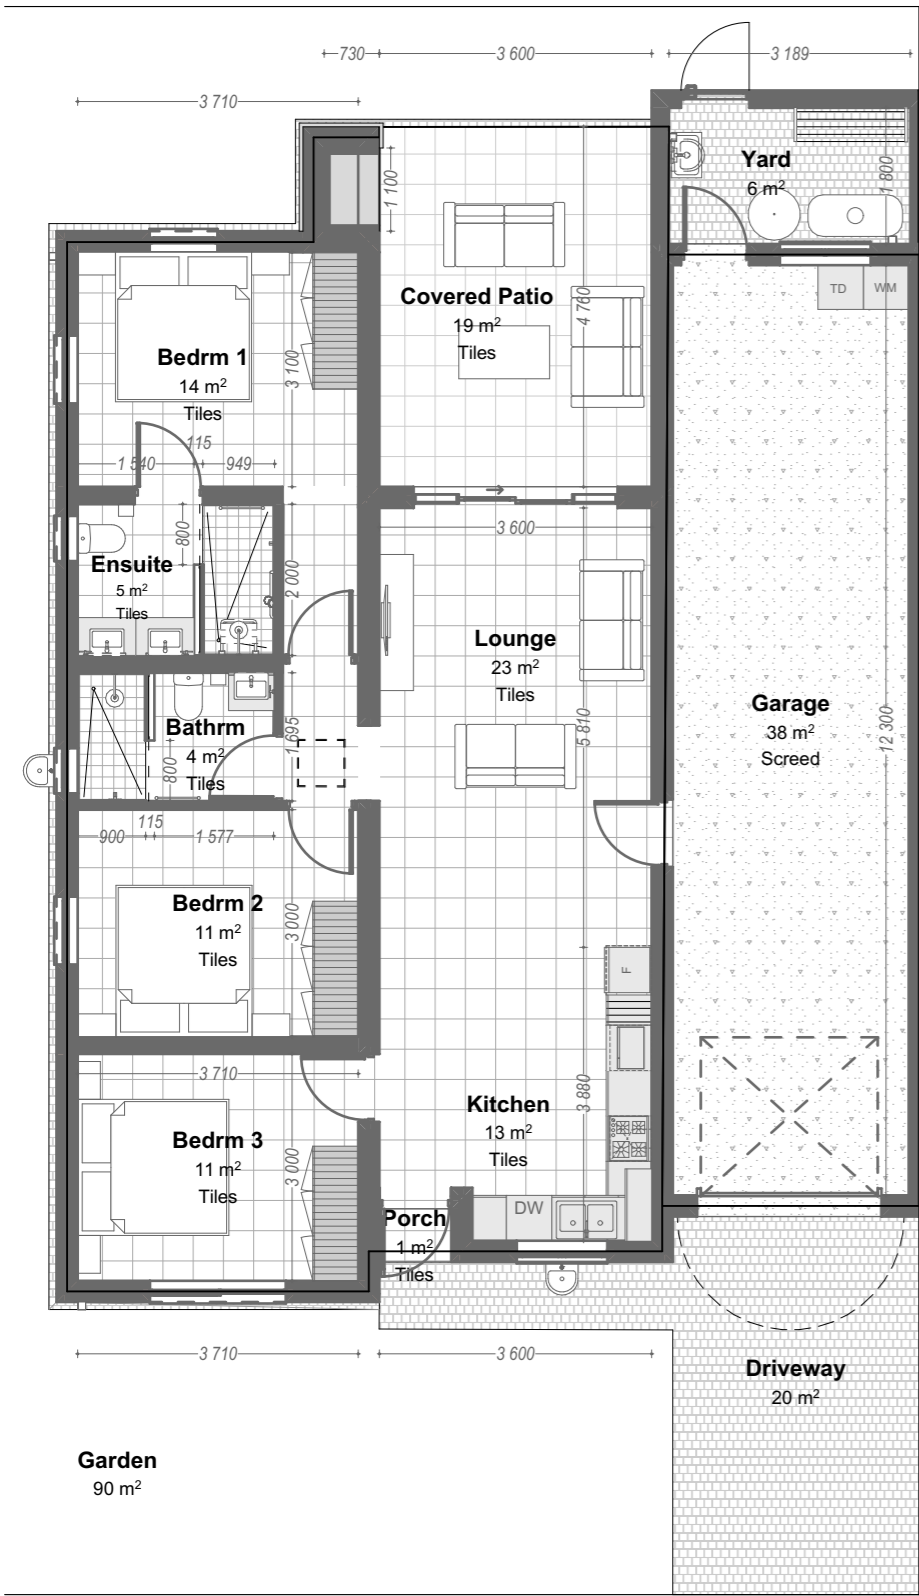 730
3 600
3 189
3 710
1 100
Yard
6 m²
1 800
Covered Patio
19 m²
Tiles
4 760
TD
WM
Bedrm 1
14 m²
Tiles
3 100
115
1 540
949
3 600
800
Ensuite
5 m²
Tiles
2 000
Lounge
23 m²
Tiles
5 810
Garage
38 m²
Screed
12 300
Bathrm
4 m²
Tiles
1 695
800
115
900
1 577
Bedrm 2
11 m²
Tiles
3 000
F
3 710
Kitchen
13 m²
Tiles
3 880
Bedrm 3
11 m²
Tiles
3 000
DW
Porch
1 m²
Tiles
3 710
3 600
Driveway
20 m²
Garden
90 m²